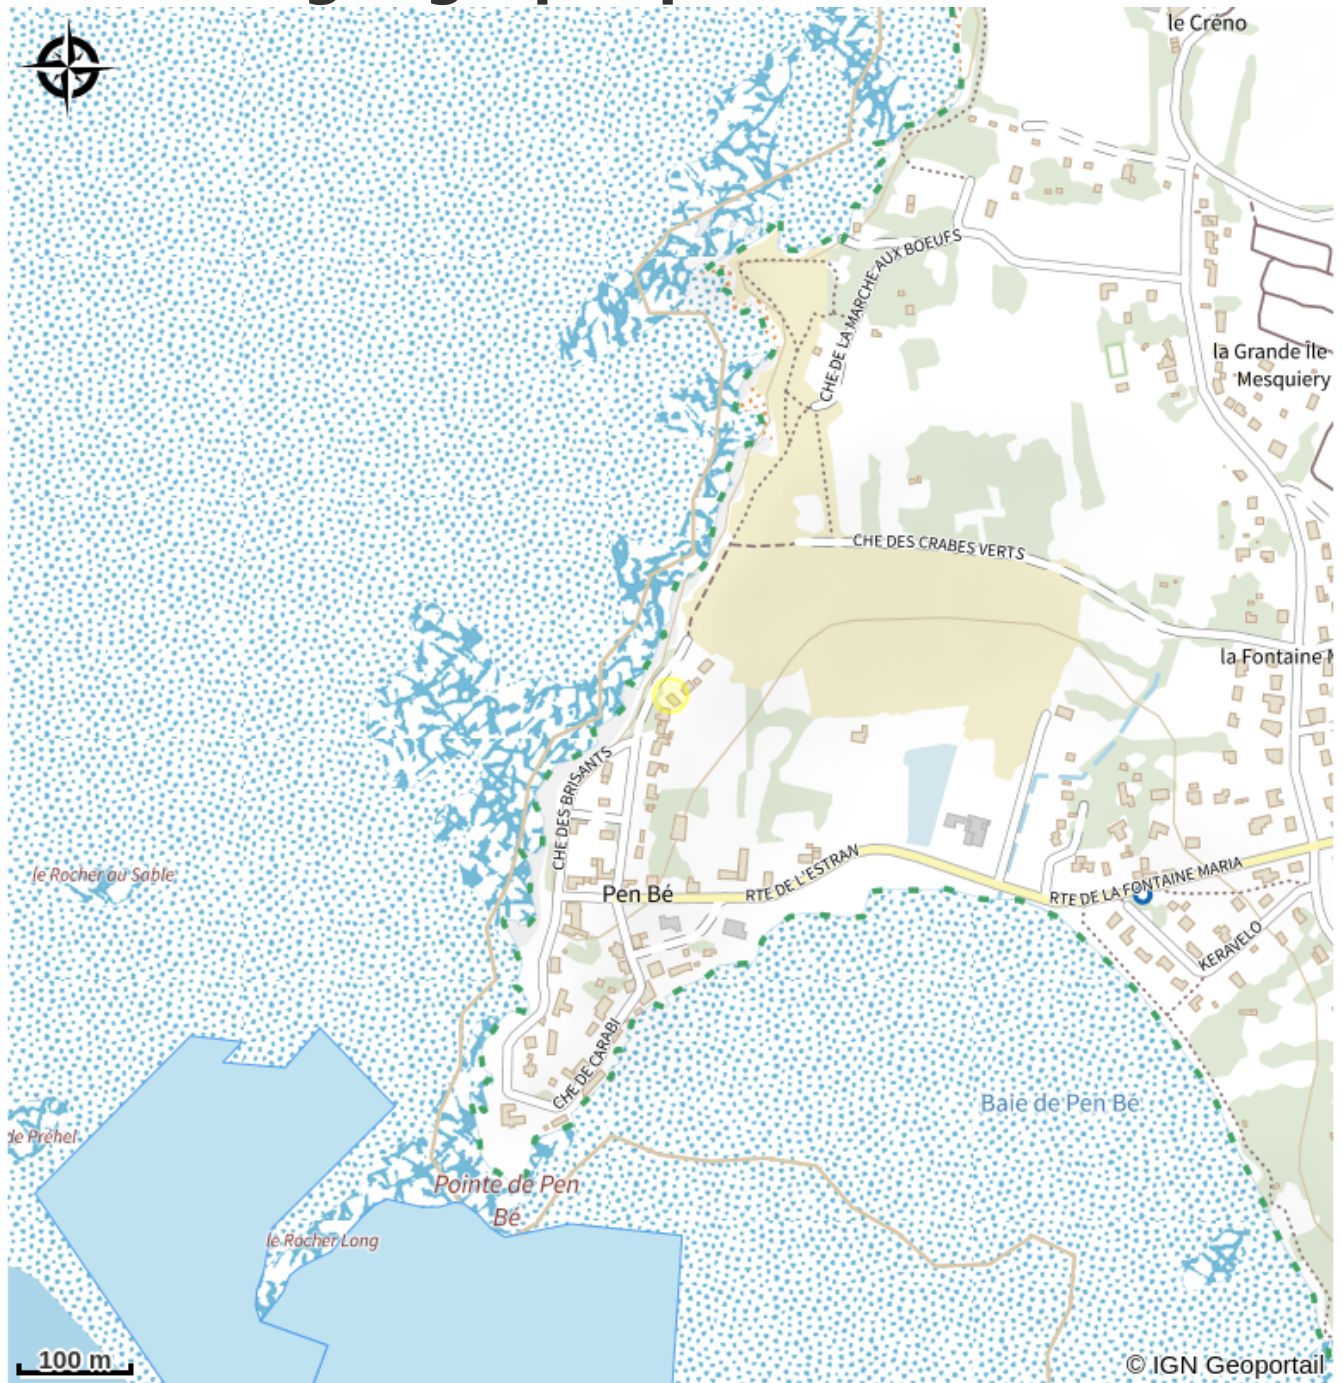 le Créno
CHE DE LA MARCHE AUX BOEUFS
la Grande Île
Mesquiery
CHE DES CRABES VERTS
la Fontaine
CHE DES BRISANTS
le Rocher au Sable
Pen Bé
RTE DE L'ESTRAN
RTE DE LA FONTAINE MARIA
KERAVELO
CHE DE CARABI
Baie de Pen Bé
de Préhel
Pointe de Pen
Bé
le Rocher Long
100 m
© IGN Geoportail